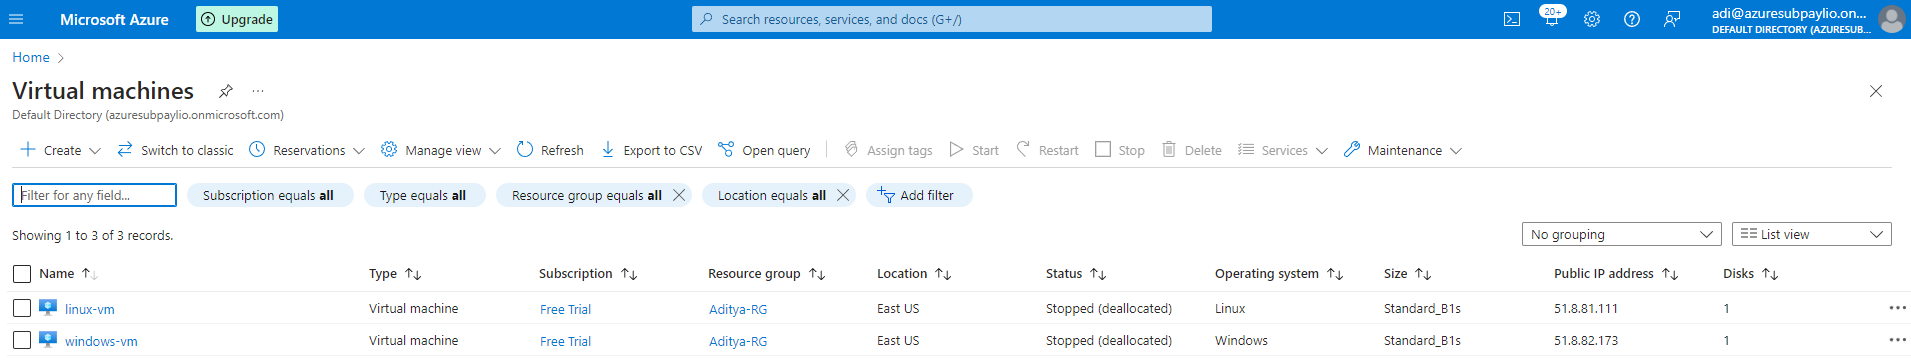 Microsoft Azure Upgrade Search resources, services, and docs (G+/) 20+ adi@azuresubpaylio.on...
DEFAULT DIRECTORY (AZURESUB...
Home >
Virtual machines ...
Default Directory (azuresubpaylio.onmicrosoft.com)
Create Switch to classic Reservations Manage view Refresh Export to CSV Open query Assign tags Start Restart Stop Delete Services Maintenance
Filter for any field... Subscription equals all Type equals all Resource group equals all Location equals all Add filter
Showing 1 to 3 of 3 records. No grouping List view
Name Type Subscription Resource group Location Status Operating system Size Public IP address Disks
linux-vm Virtual machine Free Trial Aditya-RG East US Stopped (deallocated) Linux Standard_B1s 51.8.81.111 1 ...
windows-vm Virtual machine Free Trial Aditya-RG East US Stopped (deallocated) Windows Standard_B1s 51.8.82.173 1 ...